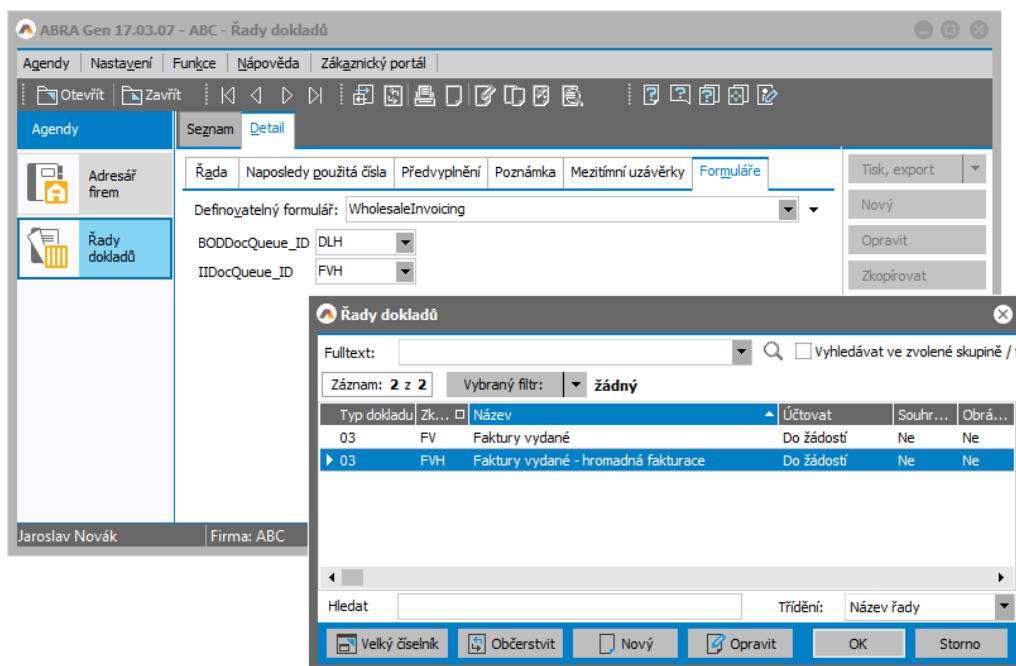 ABRA Gen 17.03.07 - ABC - Řady dokladů
Agendy Nastavení Funkce Nápověda Zákaznický portál
Otevřít Zavřít
Agendy Seznam Detail
Adresář firem
Řady dokladů
Řada Naposledy použitá čísla Předvyplnění Poznámka Mezitímní uzávěrky Formuláře
Definovatelný formulář: WholesaleInvoicing
BODDocQueue_ID DLH
IIDocQueue_ID FVH
Tisk, export
Nový
Opravit
Zkopírovat
Řady dokladů
Fulltext: Vyhledávat ve zvolené skupině /
Záznam: 2 z 2 Vybraný filtr: žádný
Typ dokladu Zk... Název Účtovat Souhr... Obrá...
03 FV Faktury vydané Do žádostí Ne Ne
03 FVH Faktury vydané - hromadná fakturace Do žádostí Ne Ne
Hledat Třídění: Název řady
Velký číselník Občerstvit Nový Opravit OK Storno
Jaroslav Novák Firma: ABC